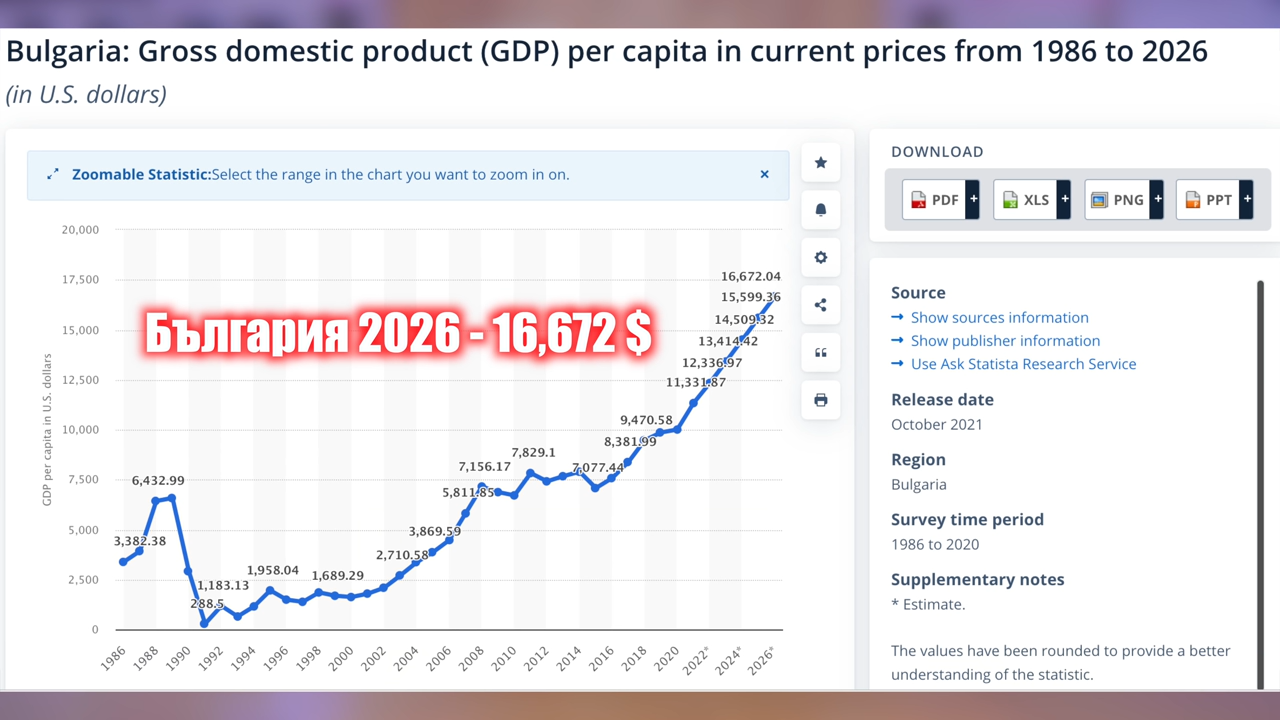 Bulgaria: Gross domestic product (GDP) per capita in current prices from 1986 to 2026
(in U.S. dollars)
Zoomable Statistic:Select the range in the chart you want to zoom in on.
×
20,000
17,500
15,000
12,500
10,000
7,500
5,000
2,500
0
GDP per capita in U.S. dollars
3,382.38
6,432.99
288.5
1,183.13
1,958.04
1,689.29
2,710.58
3,869.59
5,811.85
7,156.17
7,829.1
7,077.44
8,381.99
9,470.58
11,331.87
12,336.97
13,414.42
14,509.32
15,599.36
16,672.04
България 2026 - 16,672 $
1986
1988
1990
1992
1994
1996
1998
2000
2002
2004
2006
2008
2010
2012
2014
2016
2018
2020
2022*
2024*
2026*
DOWNLOAD
PDF +
XLS +
PNG +
PPT +
Source
→ Show sources information
→ Show publisher information
→ Use Ask Statista Research Service
Release date
October 2021
Region
Bulgaria
Survey time period
1986 to 2020
Supplementary notes
* Estimate.
The values have been rounded to provide a better
understanding of the statistic.